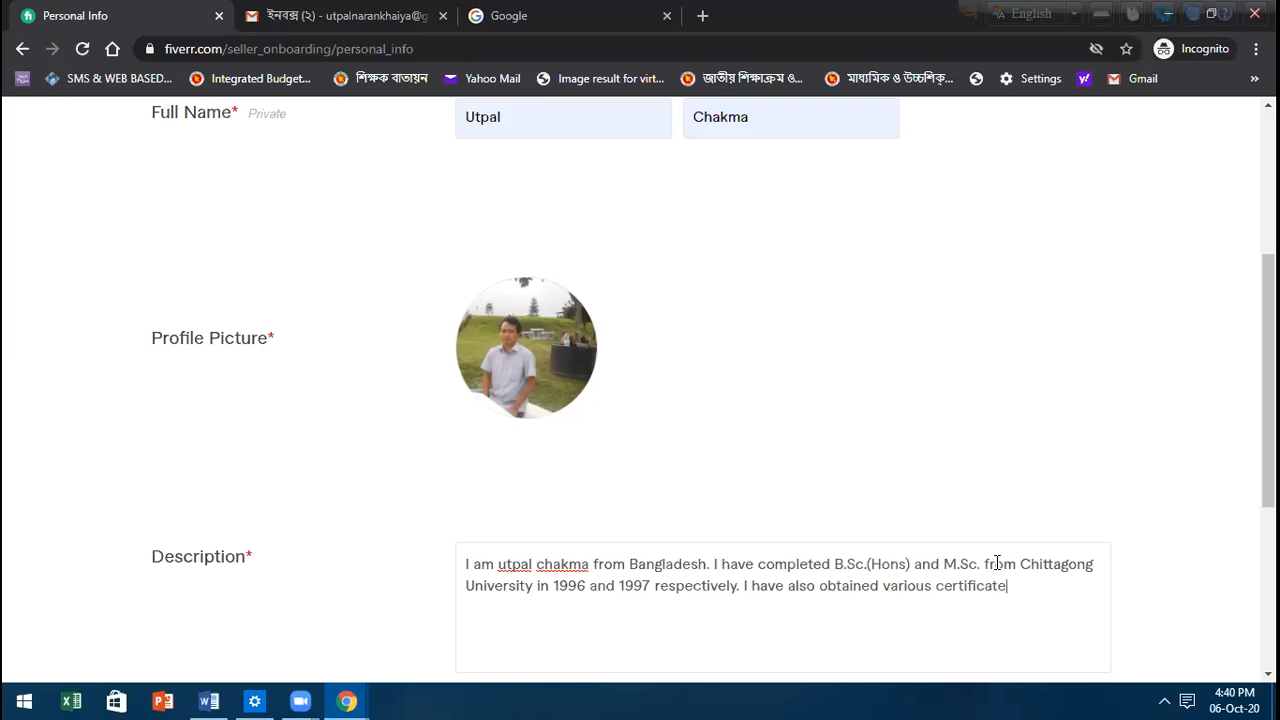 Personal Info
ইনবক্স (২) - utpalnarankhaiya@g
Google
English
fiverr.com/seller_onboarding/personal_info
Incognito
SMS & WEB BASED...
Integrated Budget...
শিক্ষক বাতায়ন
Yahoo Mail
Image result for virt...
জাতীয় শিক্ষাক্রম ও...
মাধ্যমিক ও উচ্চশিক্...
Settings
Gmail
»
Full Name* Private
Utpal
Chakma
Profile Picture*
Description*
I am utpal chakma from Bangladesh. I have completed B.Sc.(Hons) and M.Sc. from Chittagong
University in 1996 and 1997 respectively. I have also obtained various certificate
4:40 PM
06-Oct-20